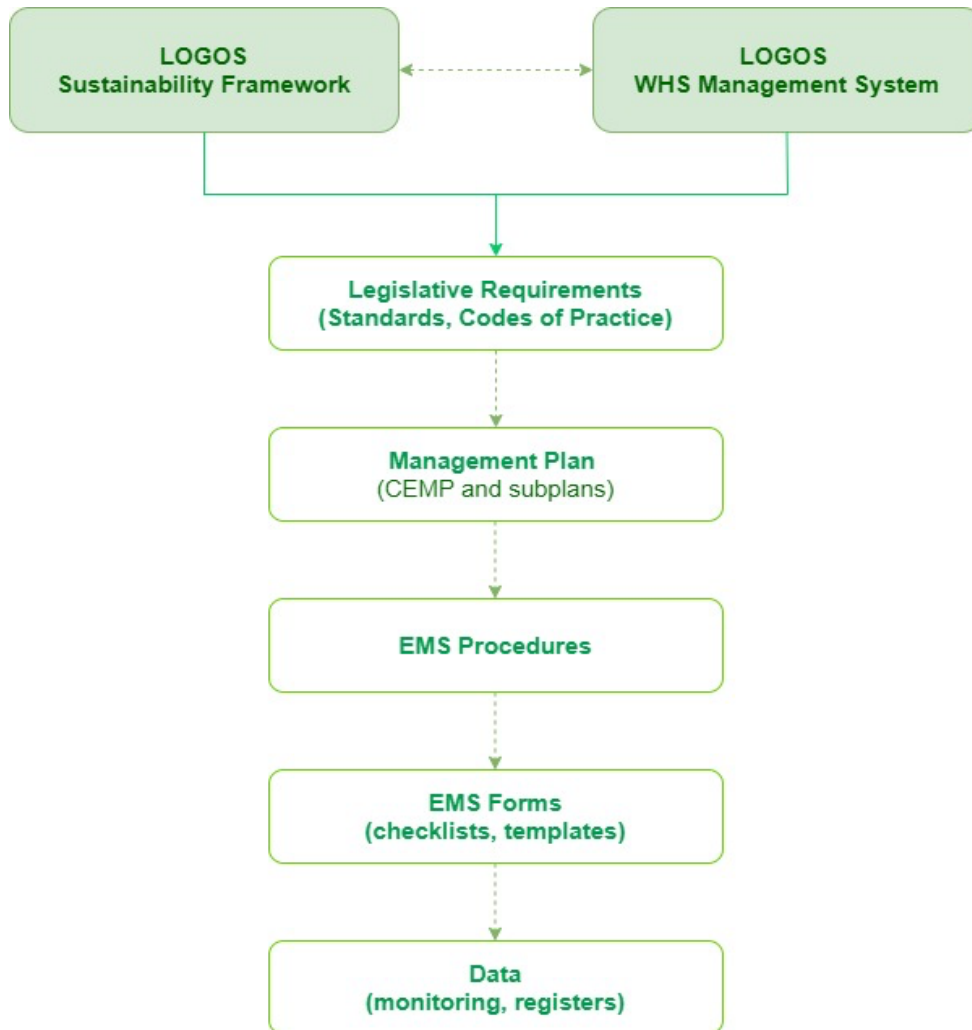 LOGOS
Sustainability Framework
LOGOS
WHS Management System
Legislative Requirements
(Standards, Codes of Practice)
Management Plan
(CEMP and subplans)
EMS Procedures
EMS Forms
(checklists, templates)
Data
(monitoring, registers)